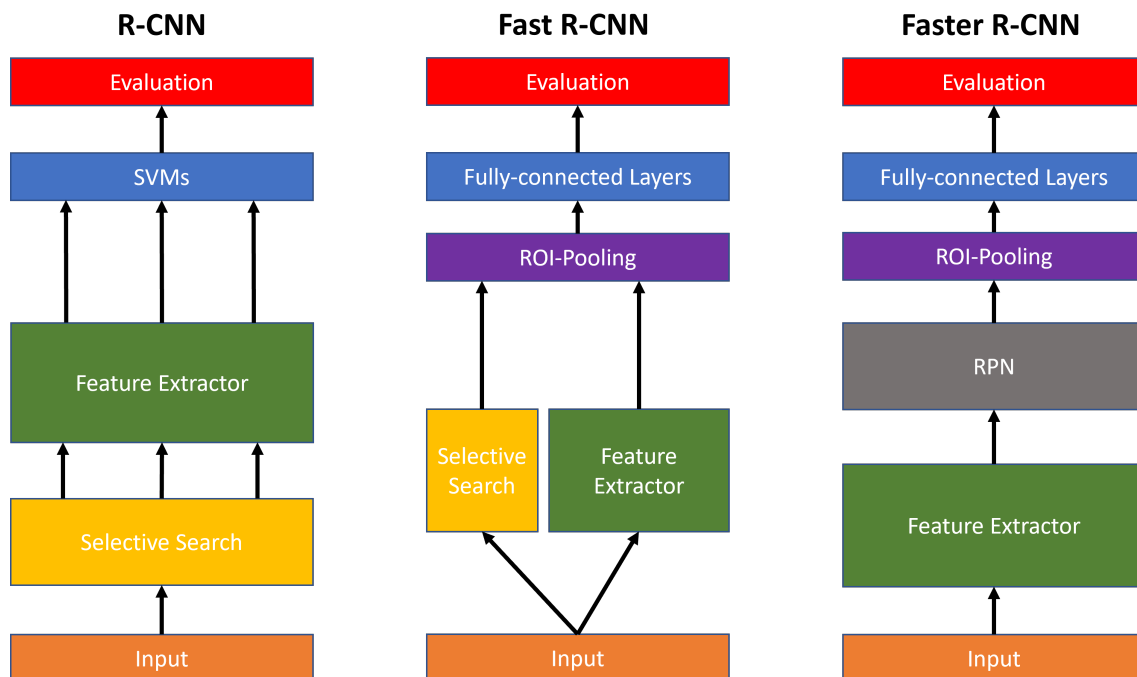 R-CNN
Evaluation
SVMs
Feature Extractor
Selective Search
Input
Fast R-CNN
Evaluation
Fully-connected Layers
ROI-Pooling
Selective
Search
Feature
Extractor
Input
Faster R-CNN
Evaluation
Fully-connected Layers
ROI-Pooling
RPN
Feature Extractor
Input